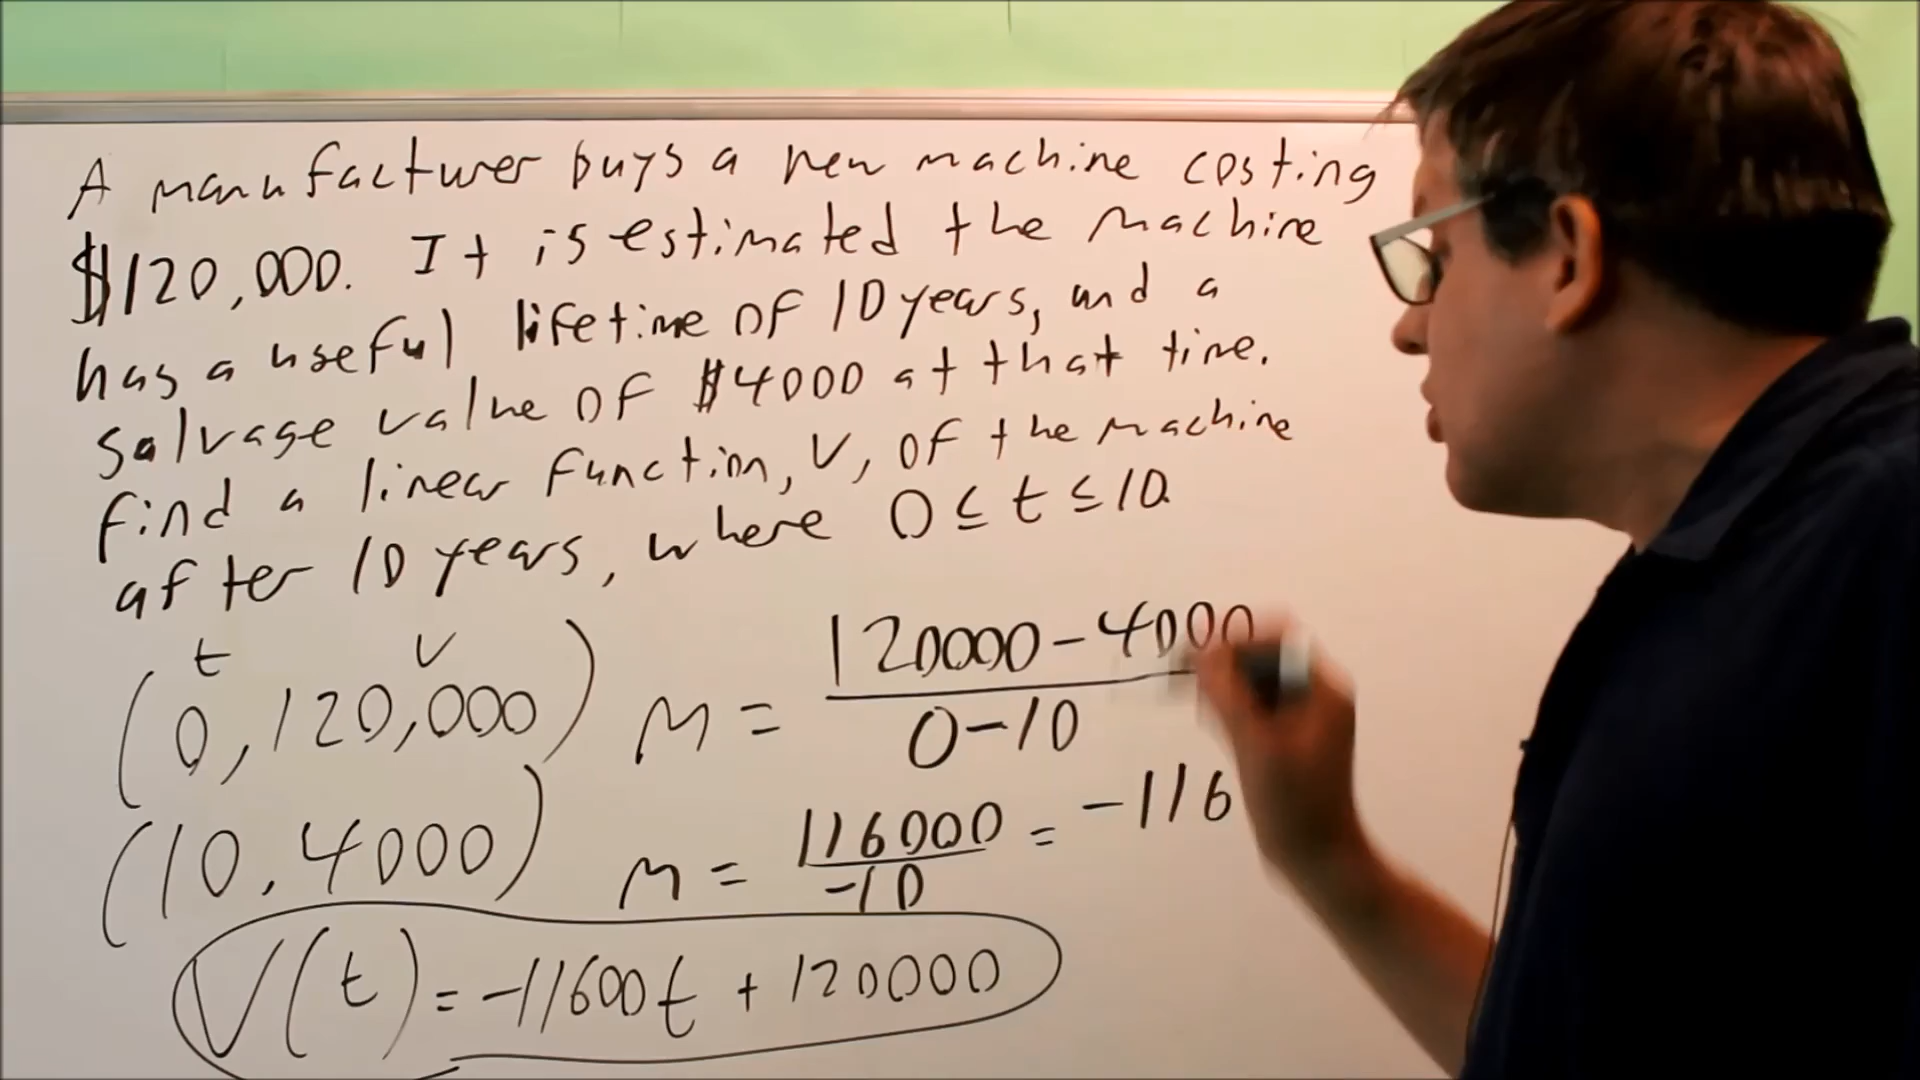 A manufacturer buys a new machine costing
$120,000. It is estimated the machine
has a useful lifetime of 10 years, and a
salvage value of $4000 at that time.
find a linear function, V, of the machine
after 10 years, where 0 ≤ t ≤ 10.
t V
(0, 120,000) m = 120000-4000 / 0-10
(10, 4000) m = 116000 / -10 = -116
V(t) = -11600t + 120000